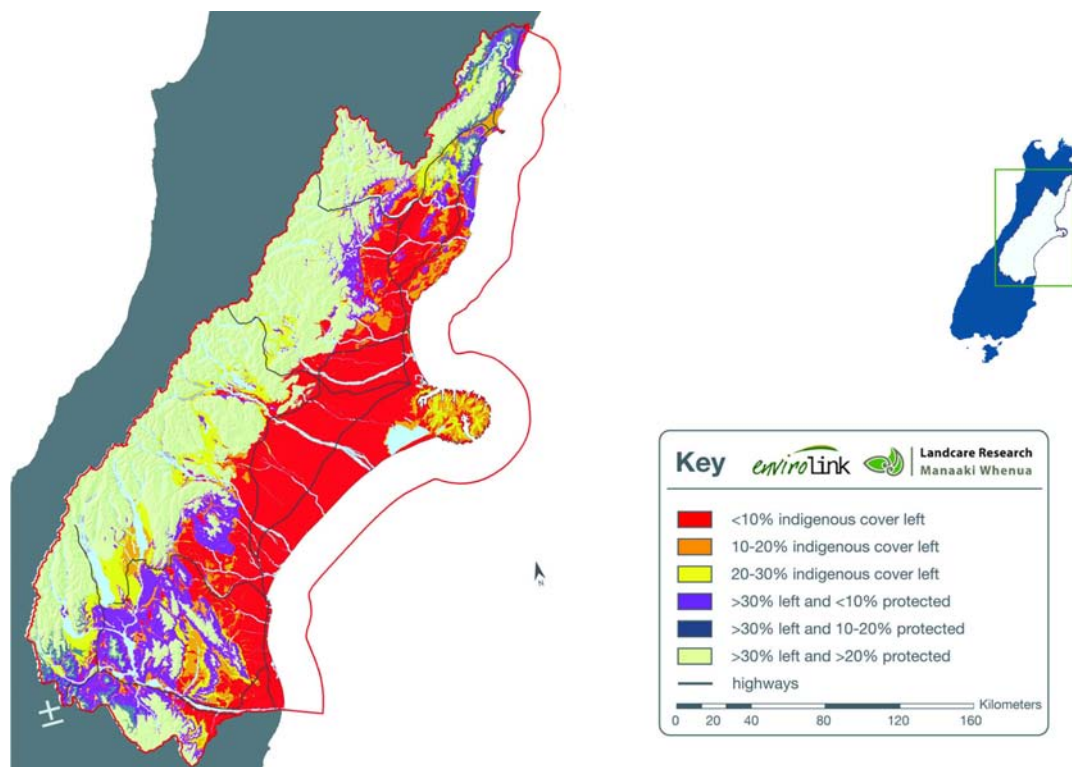 Key
envirolink
Landcare Research
Manaaki Whenua
<10% indigenous cover left
10-20% indigenous cover left
20-30% indigenous cover left
>30% left and <10% protected
>30% left and 10-20% protected
>30% left and >20% protected
highways
Kilometers
0 20 40 80 120 160
N